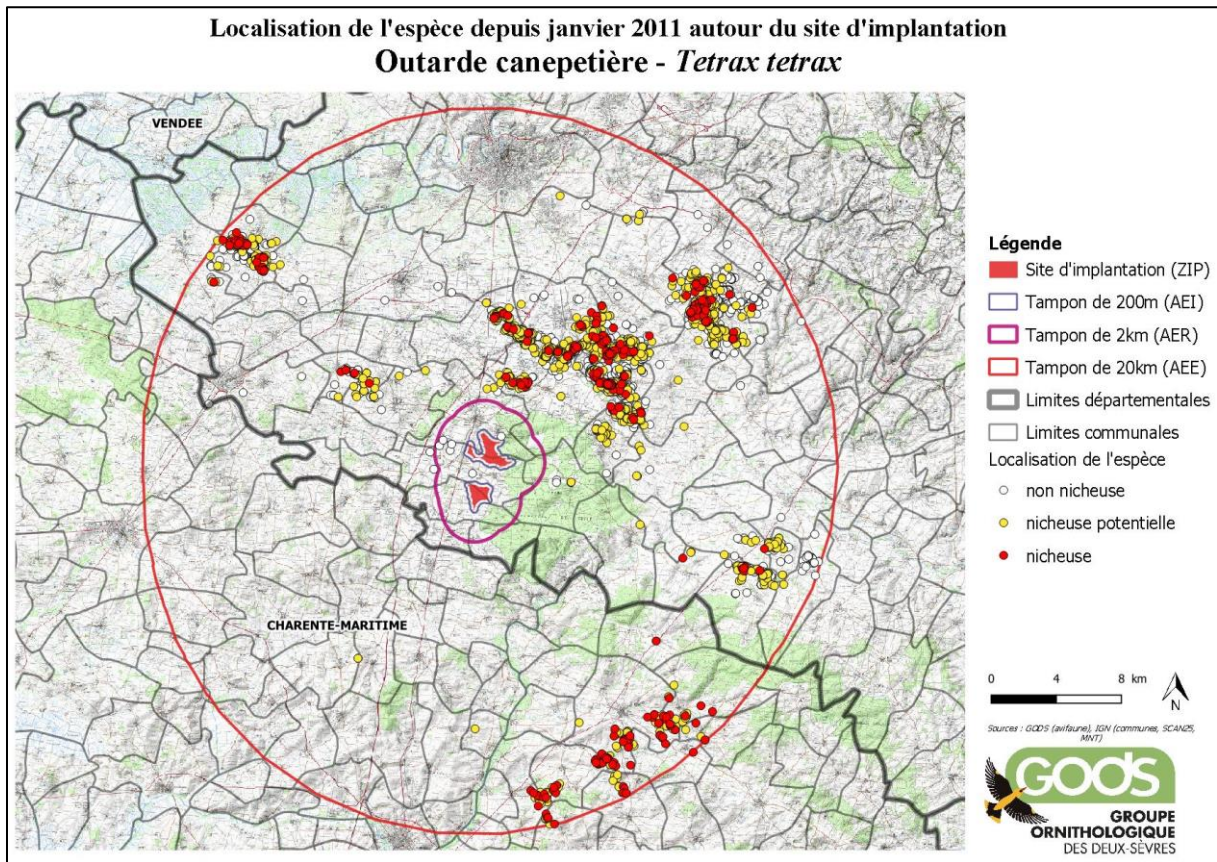 Localisation de l'espèce depuis janvier 2011 autour du site d'implantation
Outarde canepetière - Tetrax tetrax
VENDEE
CHARENTE-MARITIME
Légende
Site d'implantation (ZIP)
Tampon de 200m (AEI)
Tampon de 2km (AER)
Tampon de 20km (AEE)
Limites départementales
Limites communales
Localisation de l'espèce
non nicheuse
nicheuse potentielle
nicheuse
0 4 8 km
N
Sources : GODS (avifaune), IGN (communes, SCAN25,
MNT)
GODS
GROUPE
ORNITHOLOGIQUE
DES DEUX-SÈVRES